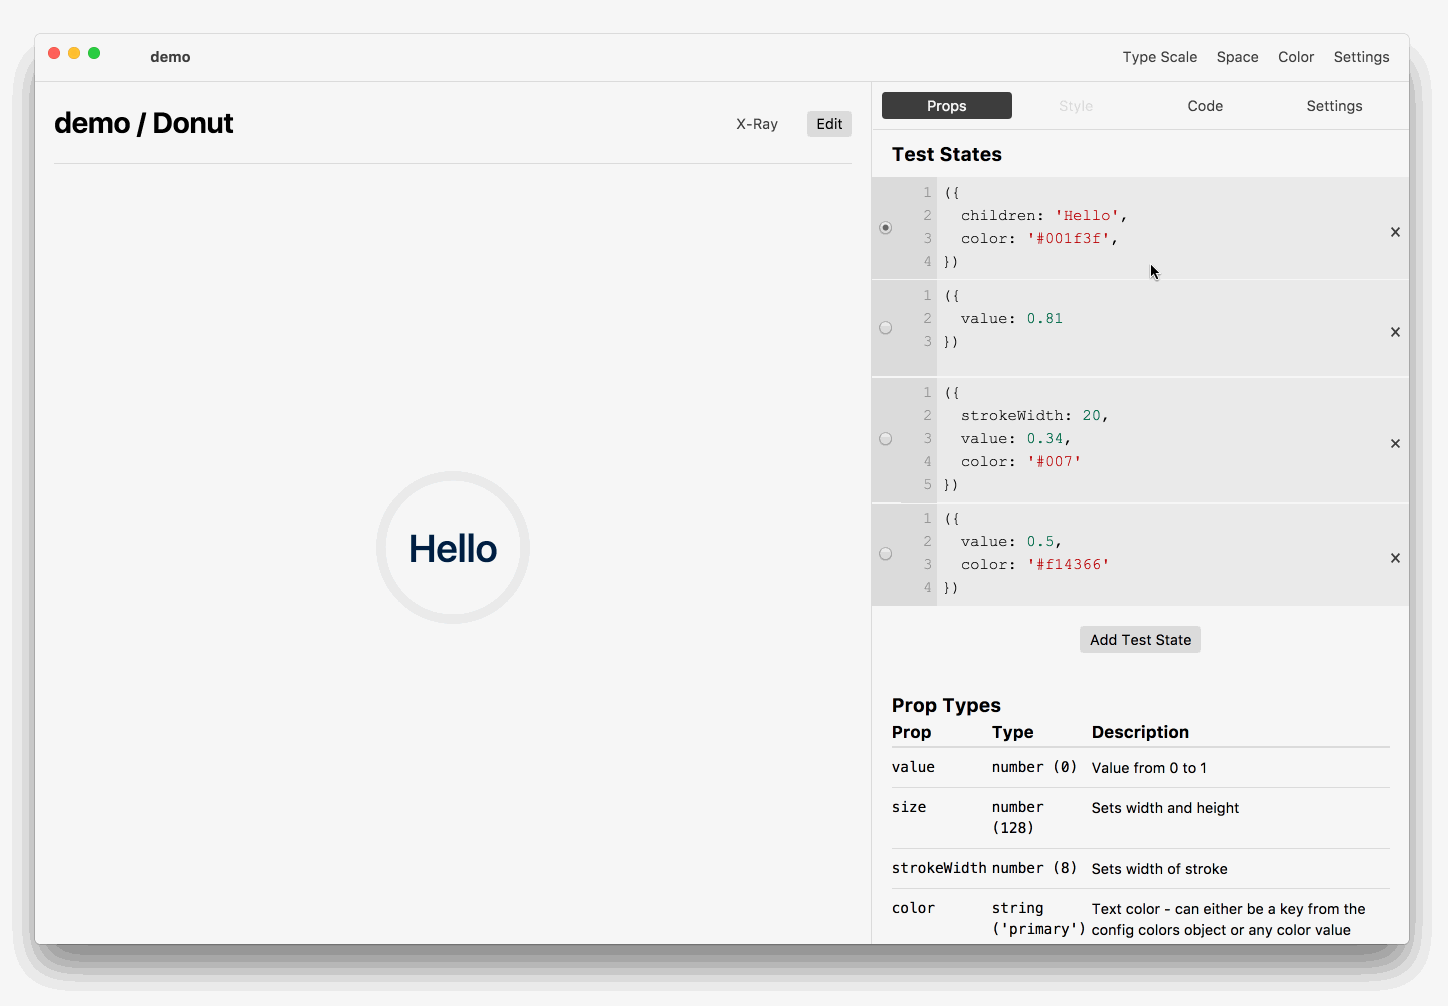 demo
Type Scale Space Color Settings
demo / Donut
X-Ray Edit
Hello
Props Style Code Settings
Test States
1 ({
2 children: 'Hello',
3 color: '#001f3f',
4 })
×
1 ({
2 value: 0.81
3 })
×
1 ({
2 strokeWidth: 20,
3 value: 0.34,
4 color: '#007'
5 })
×
1 ({
2 value: 0.5,
3 color: '#f14366'
4 })
×
Add Test State
Prop Types
Prop Type Description
value number (0) Value from 0 to 1
size number Sets width and height
(128)
strokeWidth number (8) Sets width of stroke
color string Text color - can either be a key from the
('primary') config colors object or any color value